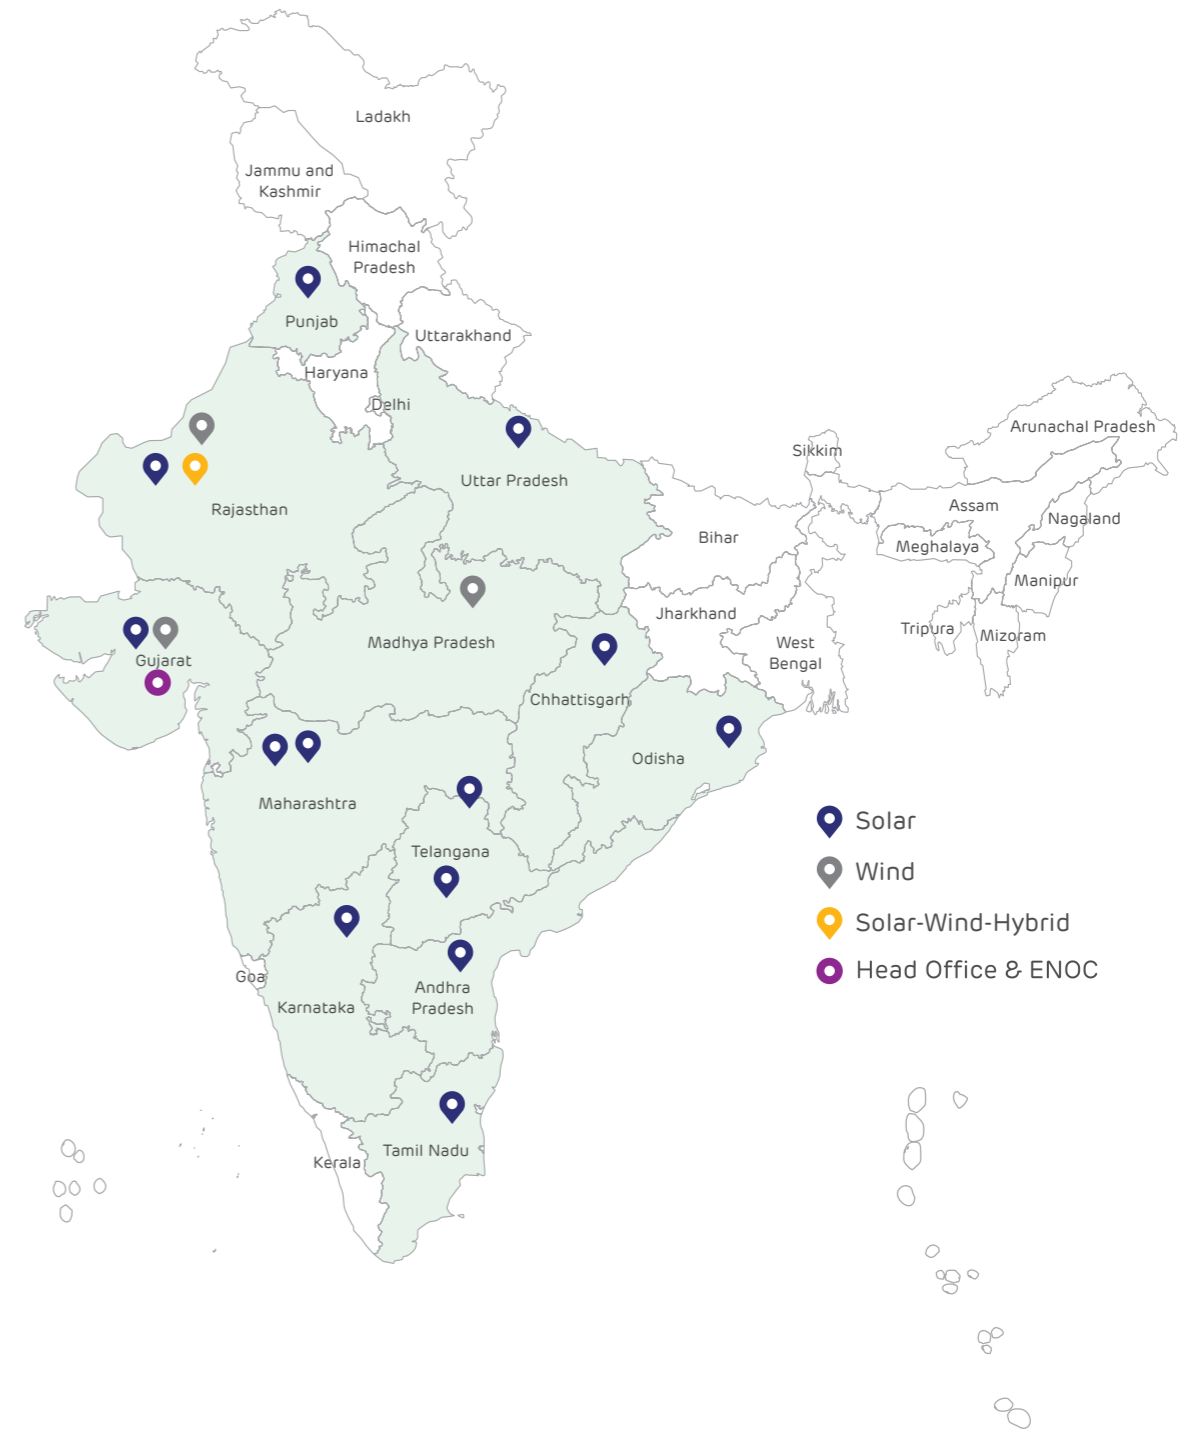 Ladakh
Jammu and
Kashmir
Himachal
Pradesh
Punjab
Uttarakhand
Haryana
Delhi
Arunachal Pradesh
Sikkim
Uttar Pradesh
Rajasthan
Assam
Nagaland
Bihar
Meghalaya
Manipur
Jharkhand
Tripura
Mizoram
Madhya Pradesh
West
Bengal
Gujarat
Chhattisgarh
Odisha
Maharashtra
Telangana
Goa
Andhra
Pradesh
Karnataka
Tamil Nadu
Kerala
Solar
Wind
Solar-Wind-Hybrid
Head Office & ENOC